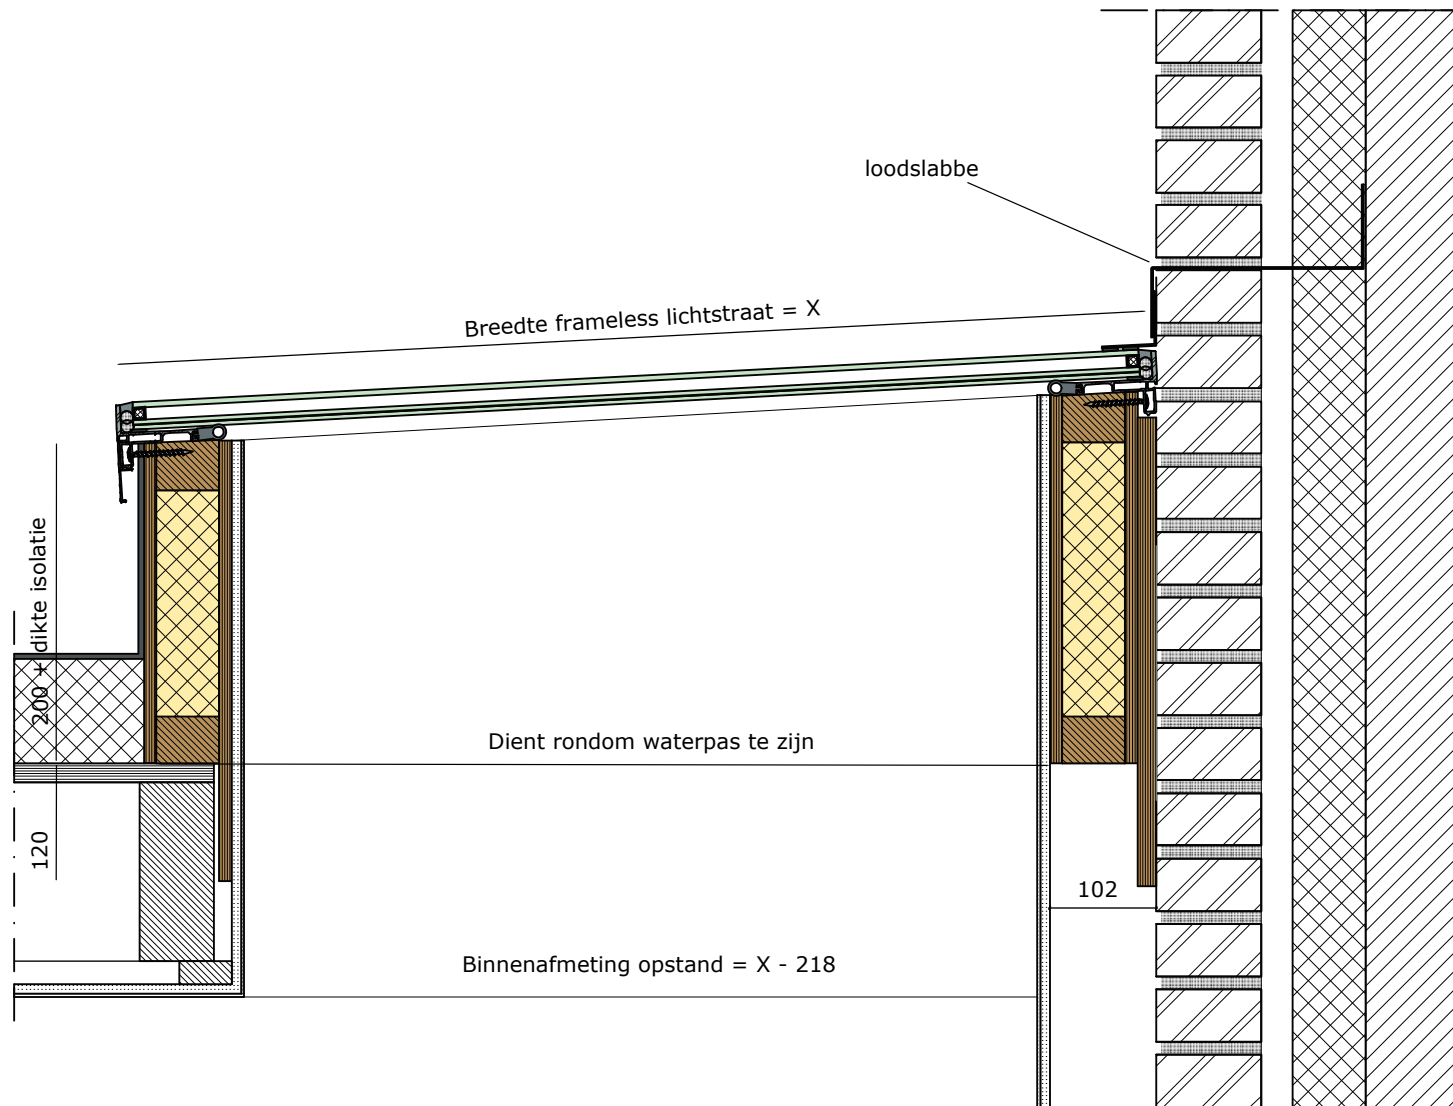 loodslabbe
Breedte frameless lichtstraat = X
200 + dikte isolatie
Dient rondom waterpas te zijn
120
102
Binnenafmeting opstand = X - 218